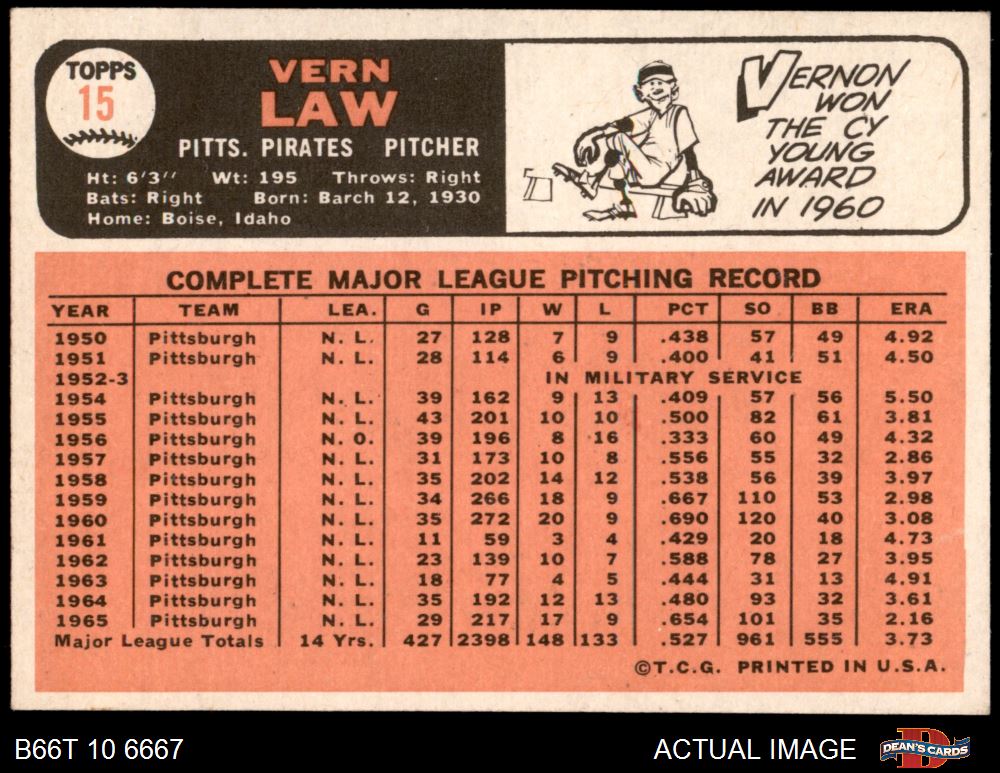 TOPPS
15
VERN
LAW
PITTS. PIRATES PITCHER
Ht: 6'3'' Wt: 195 Throws: Right
Bats: Right Born: Barch 12, 1930
Home: Boise, Idaho
VERNON
WON
THE CY
YOUNG
AWARD
IN 1960
COMPLETE MAJOR LEAGUE PITCHING RECORD
YEAR TEAM LEA. G IP W L PCT SO BB ERA
1950 Pittsburgh N. L. 27 128 7 9 .438 57 49 4.92
1951 Pittsburgh N. L. 28 114 6 9 .400 41 51 4.50
1952-3 IN MILITARY SERVICE
1954 Pittsburgh N. L. 39 162 9 13 .409 57 56 5.50
1955 Pittsburgh N. L. 43 201 10 10 .500 82 61 3.81
1956 Pittsburgh N. O. 39 196 8 16 .333 60 49 4.32
1957 Pittsburgh N. L. 31 173 10 8 .556 55 32 2.86
1958 Pittsburgh N. L. 35 202 14 12 .538 56 39 3.97
1959 Pittsburgh N. L. 34 266 18 9 .667 110 53 2.98
1960 Pittsburgh N. L. 35 272 20 9 .690 120 40 3.08
1961 Pittsburgh N. L. 11 59 3 4 .429 20 18 4.73
1962 Pittsburgh N. L. 23 139 10 7 .588 78 27 3.95
1963 Pittsburgh N. L. 18 77 4 5 .444 31 13 4.91
1964 Pittsburgh N. L. 35 192 12 13 .480 93 32 3.61
1965 Pittsburgh N. L. 29 217 17 9 .654 101 35 2.16
Major League Totals 14 Yrs. 427 2398 148 133 .527 961 555 3.73
©T.C.G. PRINTED IN U.S.A.
B66T 10 6667
ACTUAL IMAGE
DEAN'S CARDS